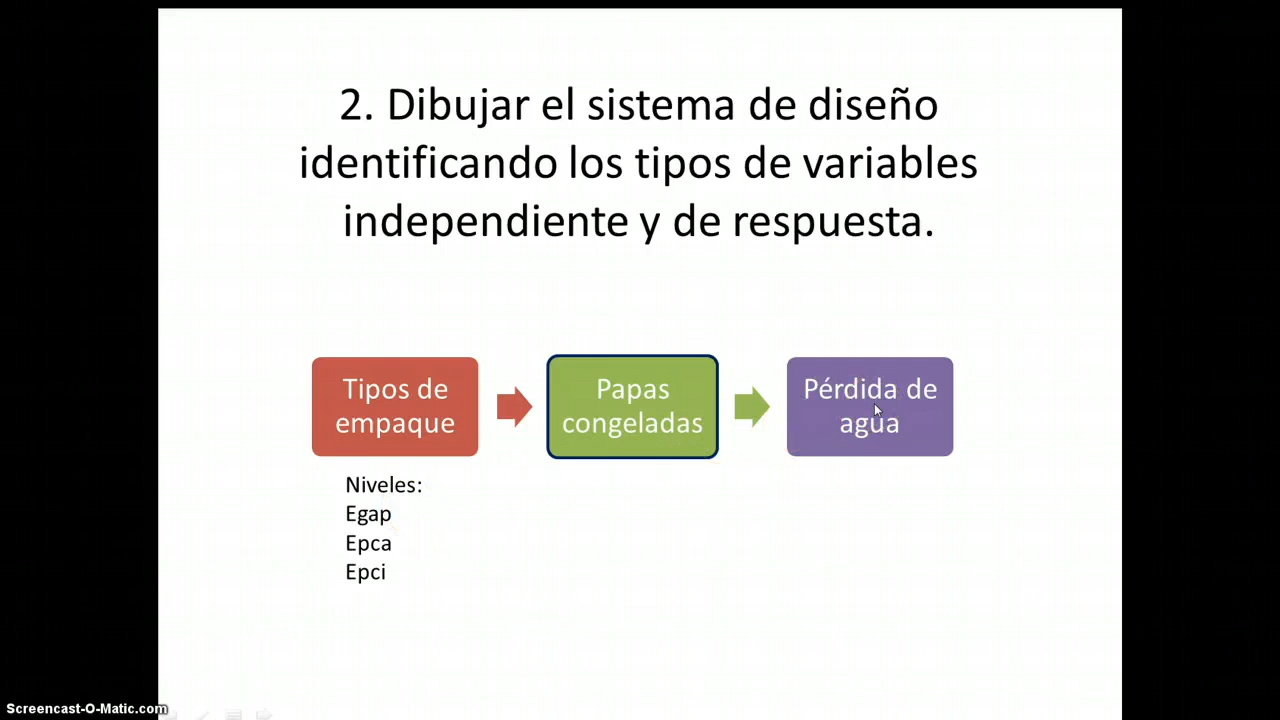 2. Dibujar el sistema de diseño
identificando los tipos de variables
independiente y de respuesta.
Tipos de
empaque
Papas
congeladas
Pérdida de
agua
Niveles:
Egap
Epca
Epci
Screencast-O-Matic.com